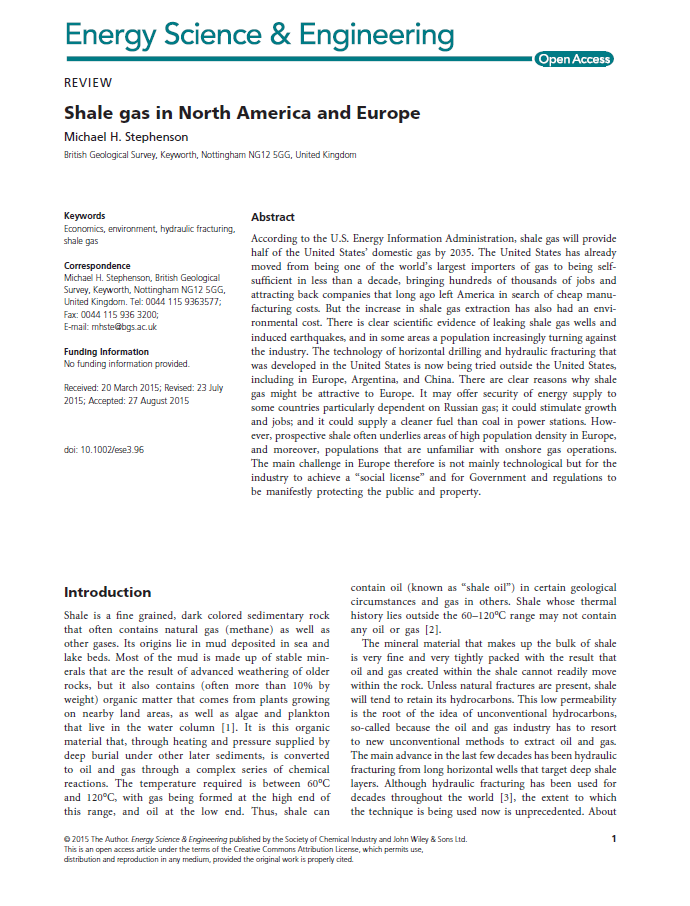 Energy Science & Engineering
Open Access
REVIEW
Shale gas in North America and Europe
Michael H. Stephenson
British Geological Survey, Keyworth, Nottingham NG12 5GG, United Kingdom
Keywords
Economics, environment, hydraulic fracturing,
shale gas
Correspondence
Michael H. Stephenson, British Geological
Survey, Keyworth, Nottingham NG12 5GG,
United Kingdom. Tel: 0044 115 9363577;
Fax: 0044 115 936 3200;
E-mail: mhste@bgs.ac.uk
Funding Information
No funding information provided.
Received: 20 March 2015; Revised: 23 July
2015; Accepted: 27 August 2015
doi: 10.1002/ese3.96
Abstract
According to the U.S. Energy Information Administration, shale gas will provide
half of the United States’ domestic gas by 2035. The United States has already
moved from being one of the world’s largest importers of gas to being self-
sufficient in less than a decade, bringing hundreds of thousands of jobs and
attracting back companies that long ago left America in search of cheap manu-
facturing costs. But the increase in shale gas extraction has also had an envi-
ronmental cost. There is clear scientific evidence of leaking shale gas wells and
induced earthquakes, and in some areas a population increasingly turning against
the industry. The technology of horizontal drilling and hydraulic fracturing that
was developed in the United States is now being tried outside the United States,
including in Europe, Argentina, and China. There are clear reasons why shale
gas might be attractive to Europe. It may offer security of energy supply to
some countries particularly dependent on Russian gas; it could stimulate growth
and jobs; and it could supply a cleaner fuel than coal in power stations. How-
ever, prospective shale often underlies areas of high population density in Europe,
and moreover, populations that are unfamiliar with onshore gas operations.
The main challenge in Europe therefore is not mainly technological but for the
industry to achieve a “social license” and for Government and regulations to
be manifestly protecting the public and property.
Introduction
Shale is a fine grained, dark colored sedimentary rock
that often contains natural gas (methane) as well as
other gases. Its origins lie in mud deposited in sea and
lake beds. Most of the mud is made up of stable min-
erals that are the result of advanced weathering of older
rocks, but it also contains (often more than 10% by
weight) organic matter that comes from plants growing
on nearby land areas, as well as algae and plankton
that live in the water column [1]. It is this organic
material that, through heating and pressure supplied by
deep burial under other later sediments, is converted
to oil and gas through a complex series of chemical
reactions. The temperature required is between 60°C
and 120°C, with gas being formed at the high end of
this range, and oil at the low end. Thus, shale can
contain oil (known as “shale oil”) in certain geological
circumstances and gas in others. Shale whose thermal
history lies outside the 60–120°C range may not contain
any oil or gas [2].
The mineral material that makes up the bulk of shale
is very fine and very tightly packed with the result that
oil and gas created within the shale cannot readily move
within the rock. Unless natural fractures are present, shale
will tend to retain its hydrocarbons. This low permeability
is the root of the idea of unconventional hydrocarbons,
so-called because the oil and gas industry has to resort
to new unconventional methods to extract oil and gas.
The main advance in the last few decades has been hydraulic
fracturing from long horizontal wells that target deep shale
layers. Although hydraulic fracturing has been used for
decades throughout the world [3], the extent to which
the technique is being used now is unprecedented. About
© 2015 The Author. Energy Science & Engineering published by the Society of Chemical Industry and John Wiley & Sons Ltd.
This is an open access article under the terms of the Creative Commons Attribution License, which permits use,
distribution and reproduction in any medium, provided the original work is properly cited.
1